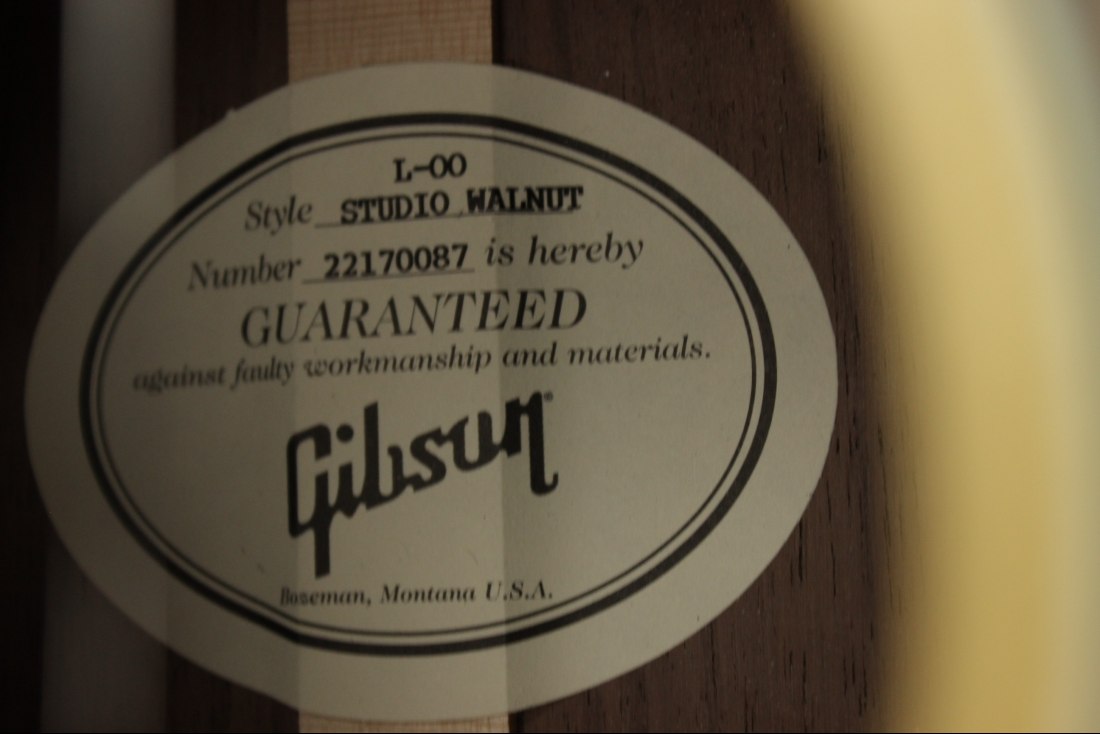 L-00
Style STUDIO WALNUT
Number 22170087 is hereby
GUARANTEED
against faulty workmanship and materials.
Gibson®
Bozeman, Montana U.S.A.